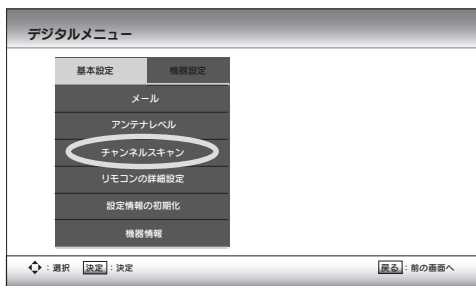 デジタルメニュー
基本設定 機器設定
メール
アンテナレベル
チャンネルスキャン
リモコンの詳細設定
設定情報の初期化
機器情報
：選択 決定：決定 戻る：前の画面へ